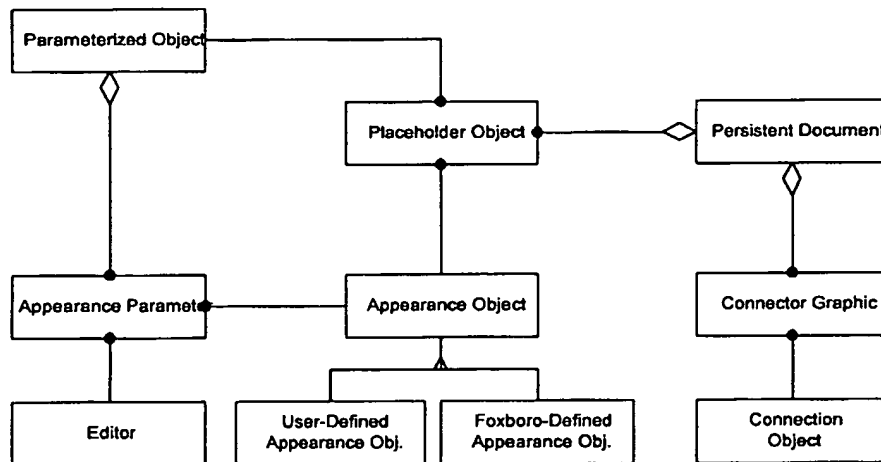 Parameterized Object
Placeholder Object
Persistent Document
Appearance Paramete
Appearance Object
Connector Graphic
Editor
User-Defined
Appearance Obj.
Foxboro-Defined
Appearance Obj.
Connection
Object